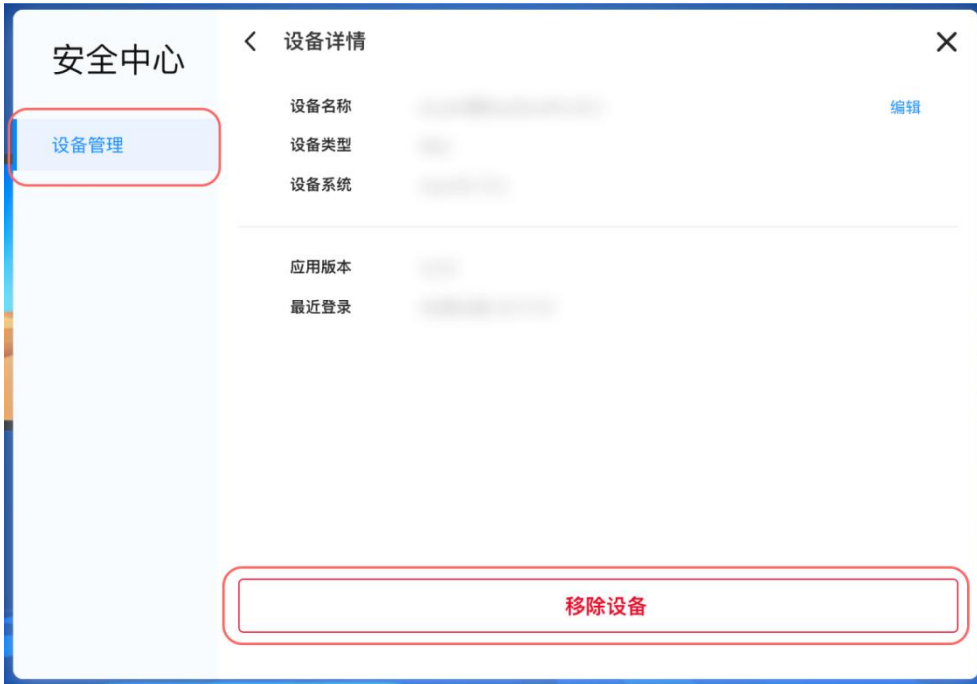 安全中心
设备管理
设备详情
设备名称
编辑
设备类型
设备系统
应用版本
最近登录
移除设备